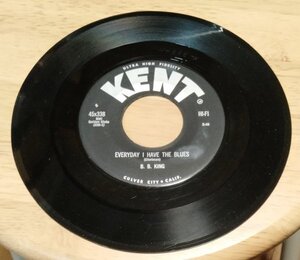 ULTRA HIGH FIDELITY
KENT
®
45x338
HI-FI
EVERYDAY I HAVE THE BLUES
B. B. KING
CULVER CITY • CALIF.